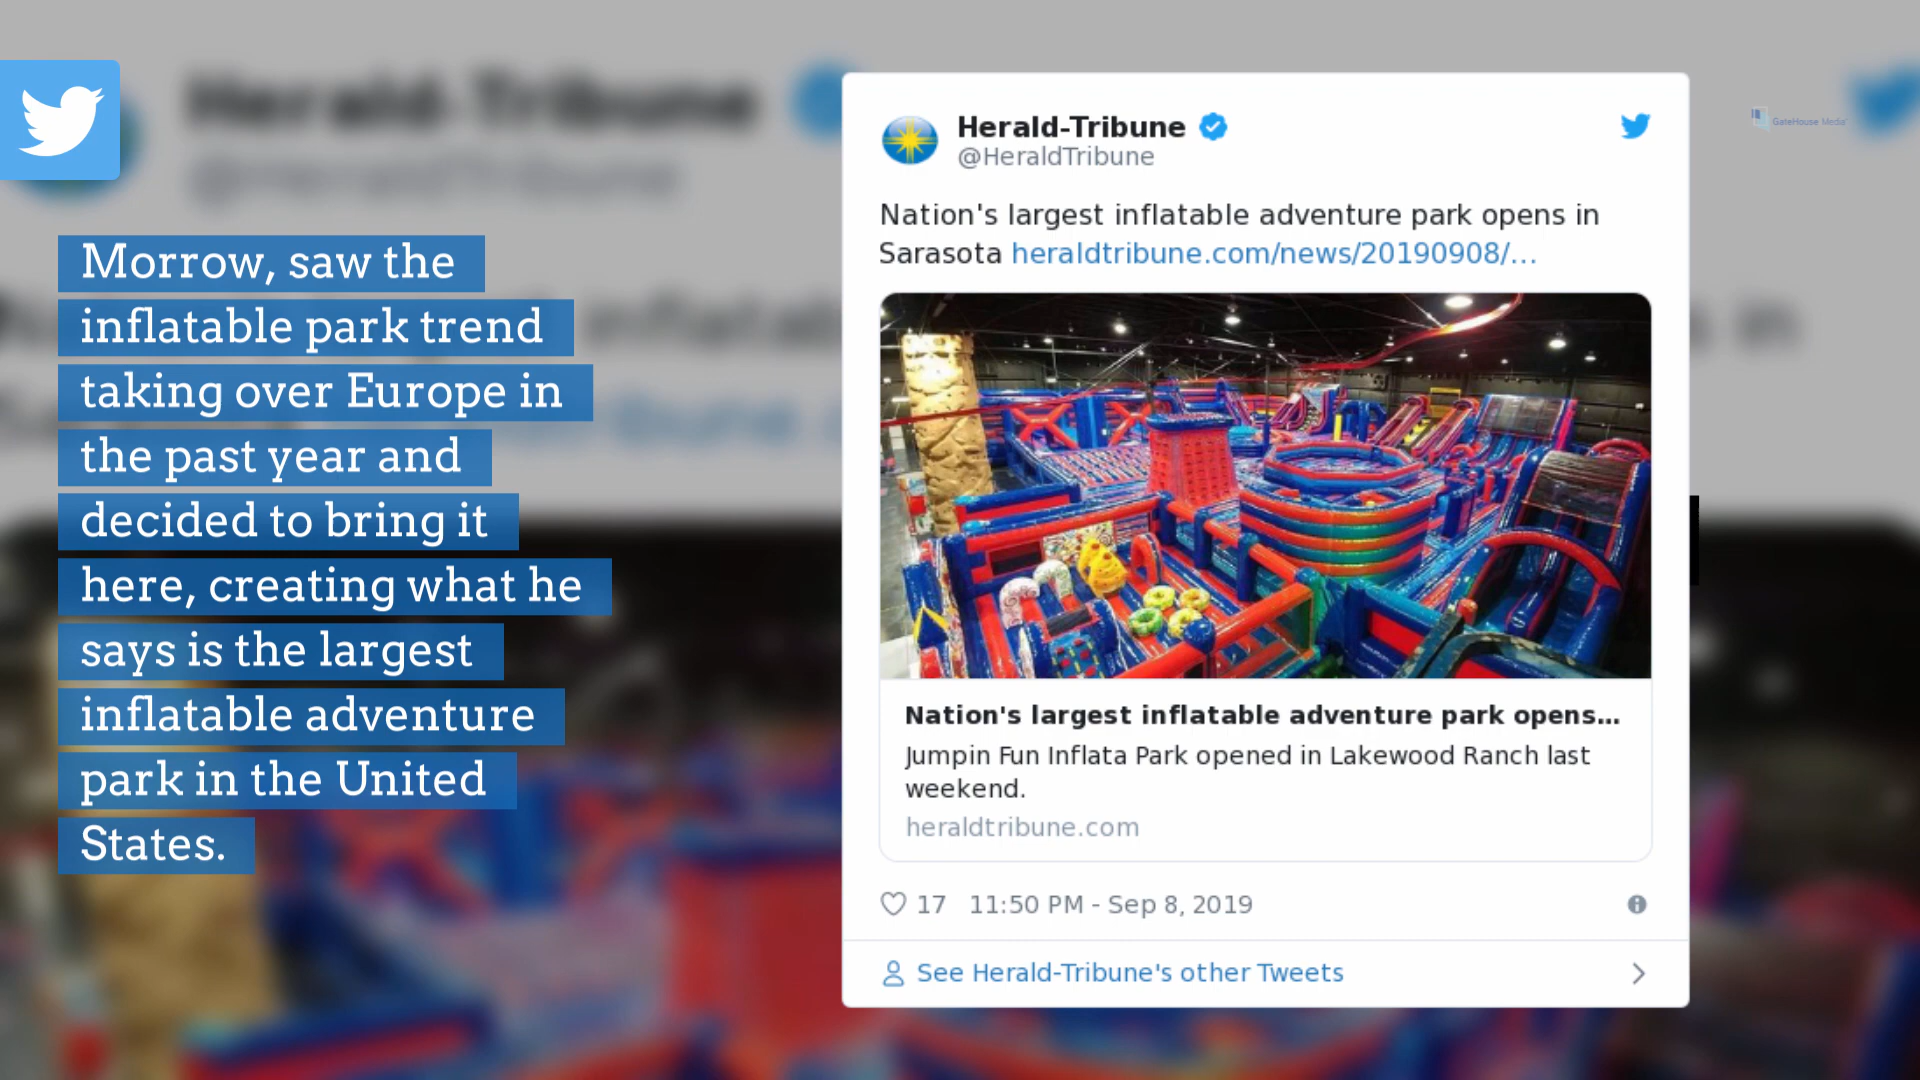 Morrow, saw the
inflatable park trend
taking over Europe in
the past year and
decided to bring it
here, creating what he
says is the largest
inflatable adventure
park in the United
States.
Herald-Tribune
@HeraldTribune
Nation's largest inflatable adventure park opens in
Sarasota heraldtribune.com/news/20190908/...
Nation's largest inflatable adventure park opens...
Jumpin Fun Inflata Park opened in Lakewood Ranch last
weekend.
heraldtribune.com
17 11:50 PM - Sep 8, 2019
See Herald-Tribune's other Tweets
GateHouse Media